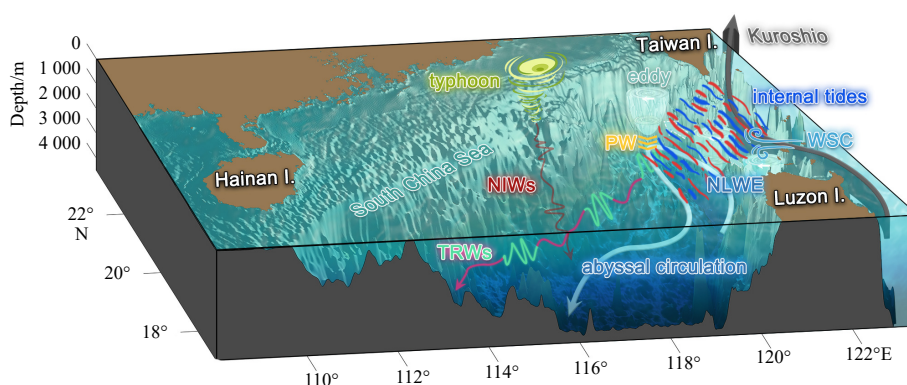 Depth/m
0
1 000
2 000
3 000
4 000
Taiwan I.
Kuroshio
typhoon
eddy
internal tides
PW
WSC
Hainan I.
South China Sea
NIWs
NLWE
Luzon I.
22°
N
TRWs
abyssal circulation
20°
18°
110°
112°
114°
116°
118°
120°
122°E